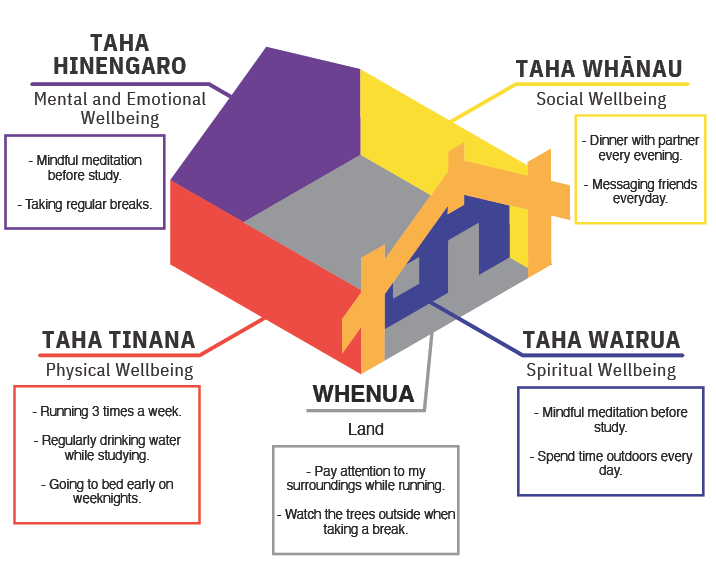 TAHA
HINENGARO
Mental and Emotional
Wellbeing
- Mindful meditation
before study.
- Taking regular breaks.
TAHA WHĀNAU
Social Wellbeing
- Dinner with partner
every evening.
- Messaging friends
everyday.
TAHA TINANA
Physical Wellbeing
- Running 3 times a week.
- Regularly drinking water
while studying.
- Going to bed early on
weeknights.
WHENUA
Land
- Pay attention to my
surroundings while running.
- Watch the trees outside when
taking a break.
TAHA WAIRUA
Spiritual Wellbeing
- Mindful meditation before
study.
- Spend time outdoors every
day.